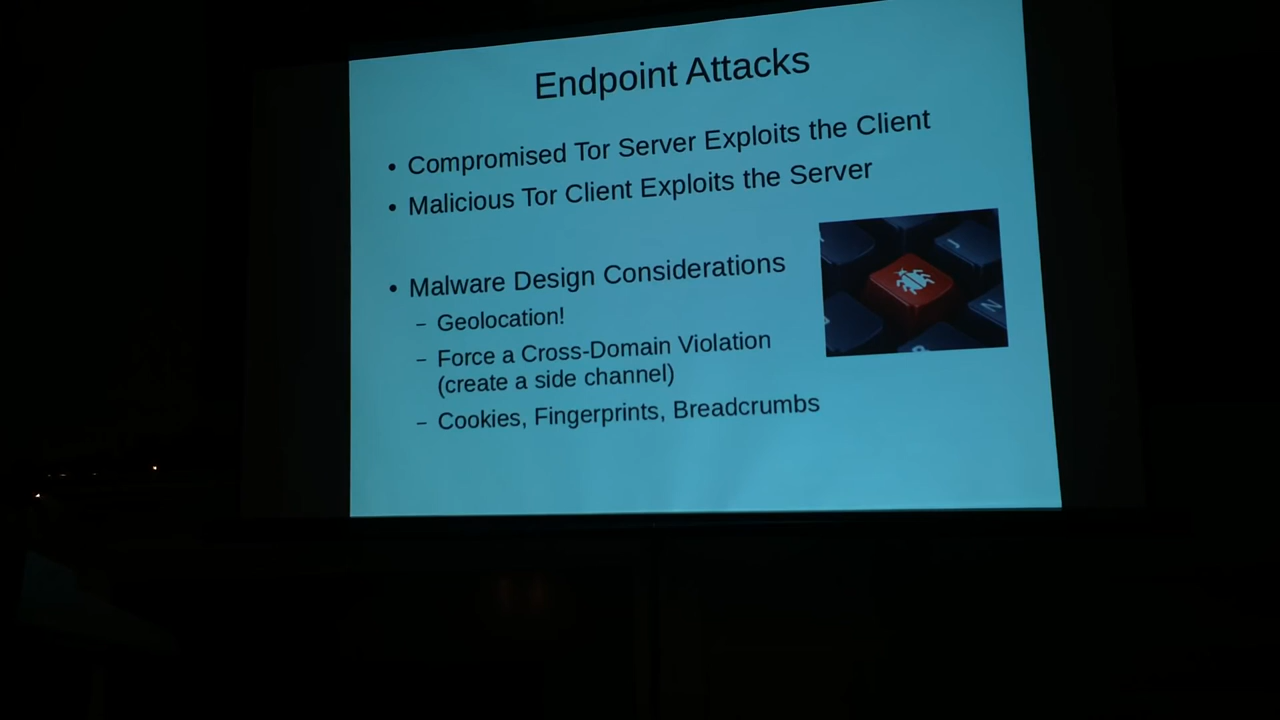 Endpoint Attacks
• Compromised Tor Server Exploits the Client
• Malicious Tor Client Exploits the Server
• Malware Design Considerations
– Geolocation!
– Force a Cross-Domain Violation
(create a side channel)
– Cookies, Fingerprints, Breadcrumbs